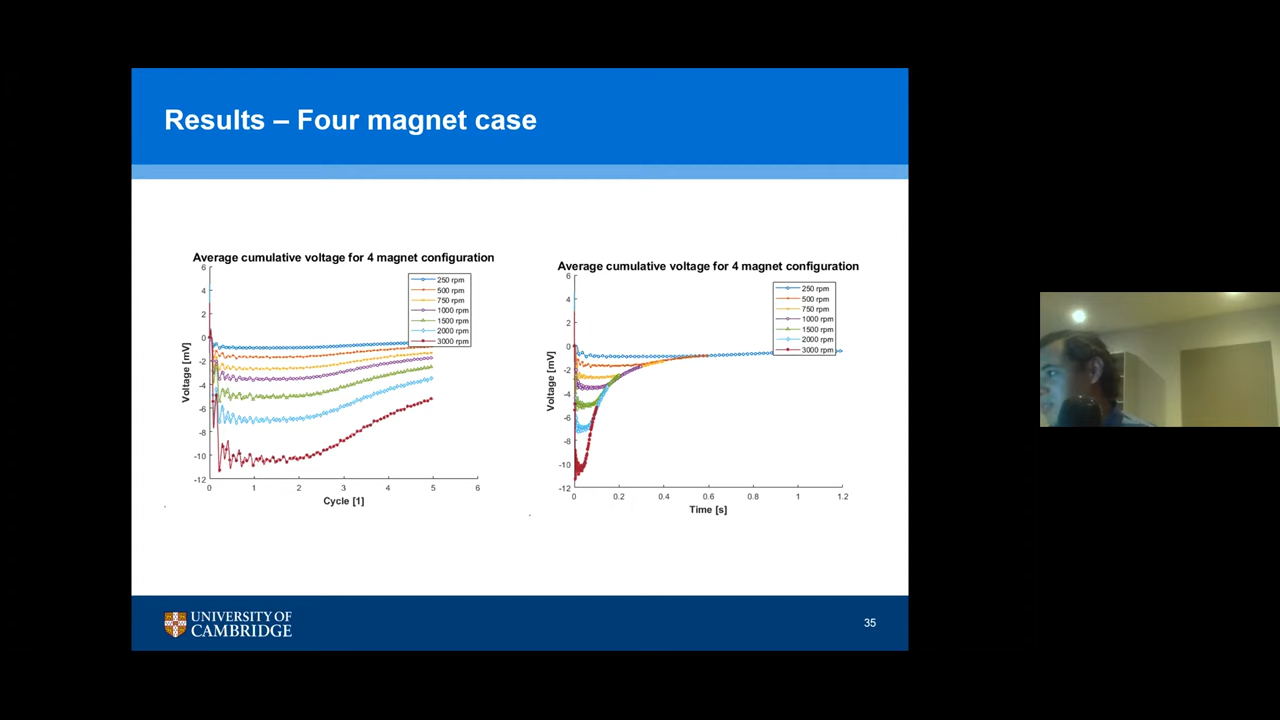 Results – Four magnet case
Average cumulative voltage for 4 magnet configuration
6
4
2
0
-2
-4
-6
-8
-10
-12
Voltage [mV]
250 rpm
500 rpm
750 rpm
1000 rpm
1500 rpm
2000 rpm
3000 rpm
0 1 2 3 4 5 6
Cycle [1]
Average cumulative voltage for 4 magnet configuration
6
4
2
0
-2
-4
-6
-8
-10
-12
Voltage [mV]
250 rpm
500 rpm
750 rpm
1000 rpm
1500 rpm
2000 rpm
3000 rpm
0 0.2 0.4 0.6 0.8 1 1.2
Time [s]
UNIVERSITY OF
CAMBRIDGE
35